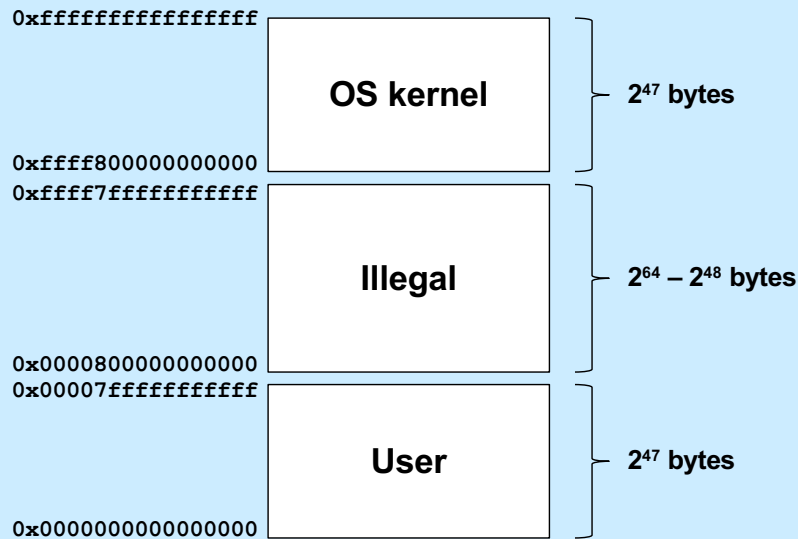 0xffffffffffffffff
OS kernel
2⁴⁷ bytes
0xffff800000000000
0xffff7fffffffffff
Illegal
2⁶⁴ – 2⁴⁸ bytes
0x0000800000000000
0x00007fffffffffff
User
2⁴⁷ bytes
0x0000000000000000